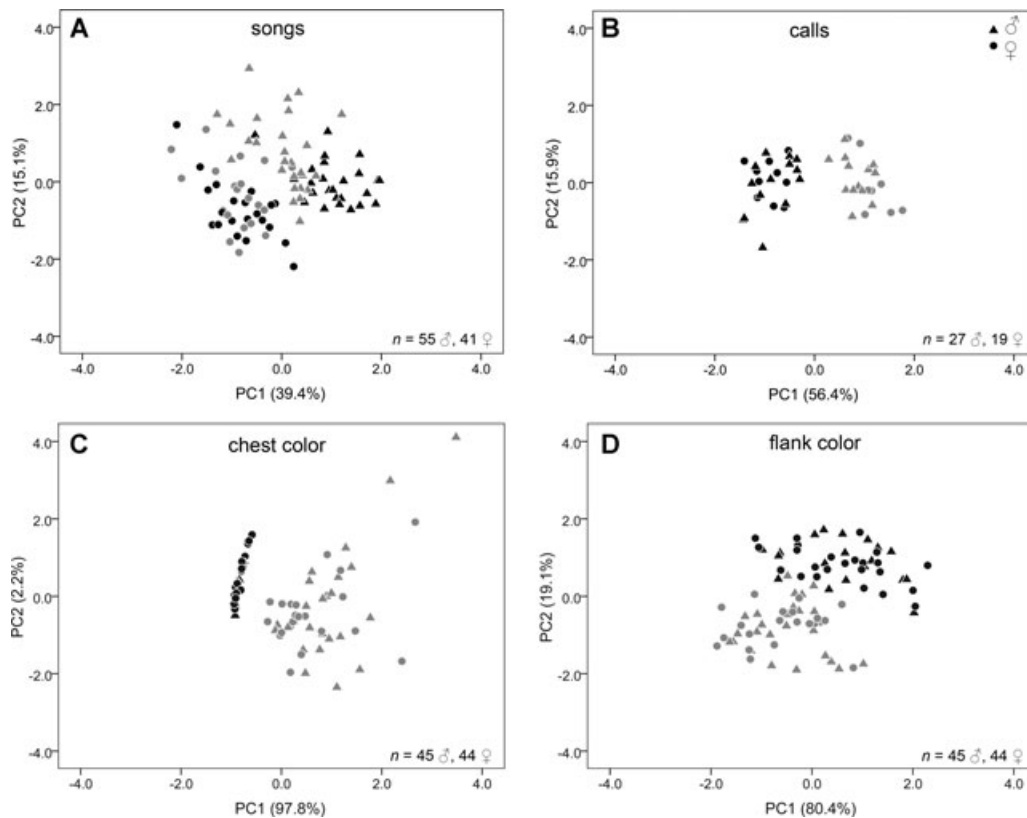 A songs
4.0
2.0
0.0
-2.0
-4.0
PC2 (15.1%)
n = 55 ♂, 41 ♀
-4.0 -2.0 0.0 2.0 4.0
PC1 (39.4%)
B calls
▲ ♂
● ♀
4.0
2.0
0.0
-2.0
-4.0
PC2 (15.9%)
n = 27 ♂, 19 ♀
-4.0 -2.0 0.0 2.0 4.0
PC1 (56.4%)
C chest color
4.0
2.0
0.0
-2.0
-4.0
PC2 (2.2%)
n = 45 ♂, 44 ♀
-4.0 -2.0 0.0 2.0 4.0
PC1 (97.8%)
D flank color
4.0
2.0
0.0
-2.0
-4.0
PC2 (19.1%)
n = 45 ♂, 44 ♀
-4.0 -2.0 0.0 2.0 4.0
PC1 (80.4%)